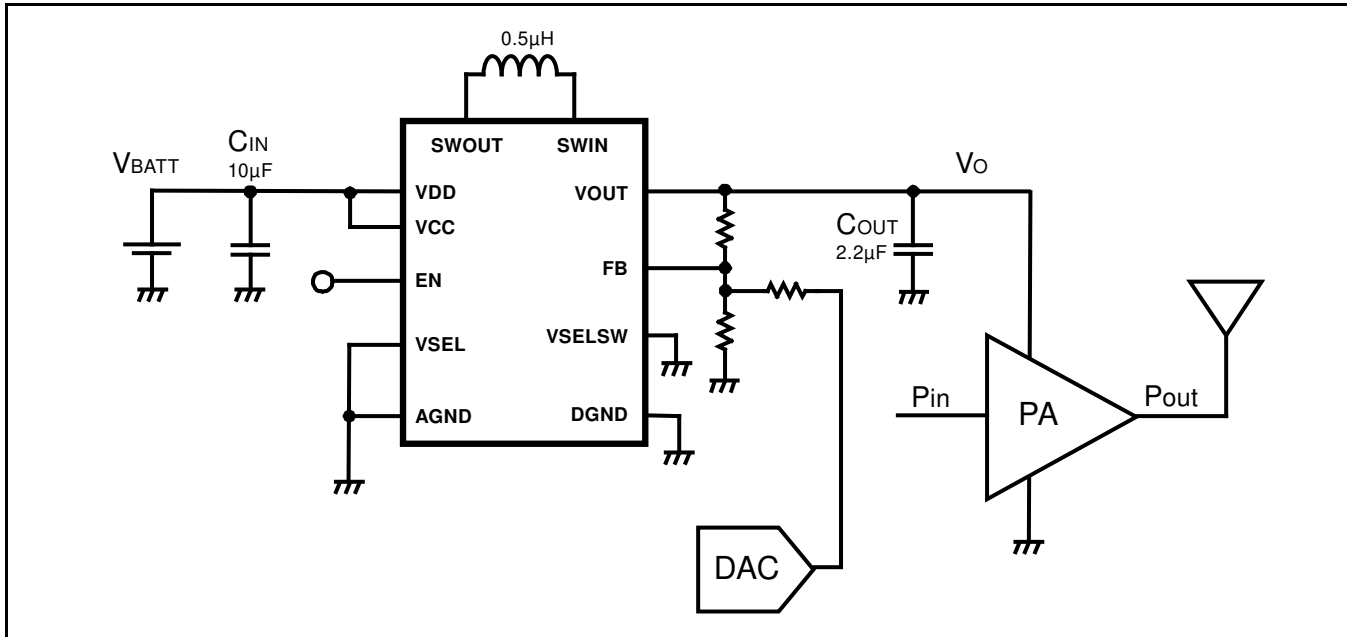 0.5µH
SWOUT SWIN
VBATT
CIN
10µF
VDD
VCC
EN
VSEL
AGND
VOUT
FB
VSELSW
DGND
VO
COUT
2.2µF
Pin
PA
Pout
DAC